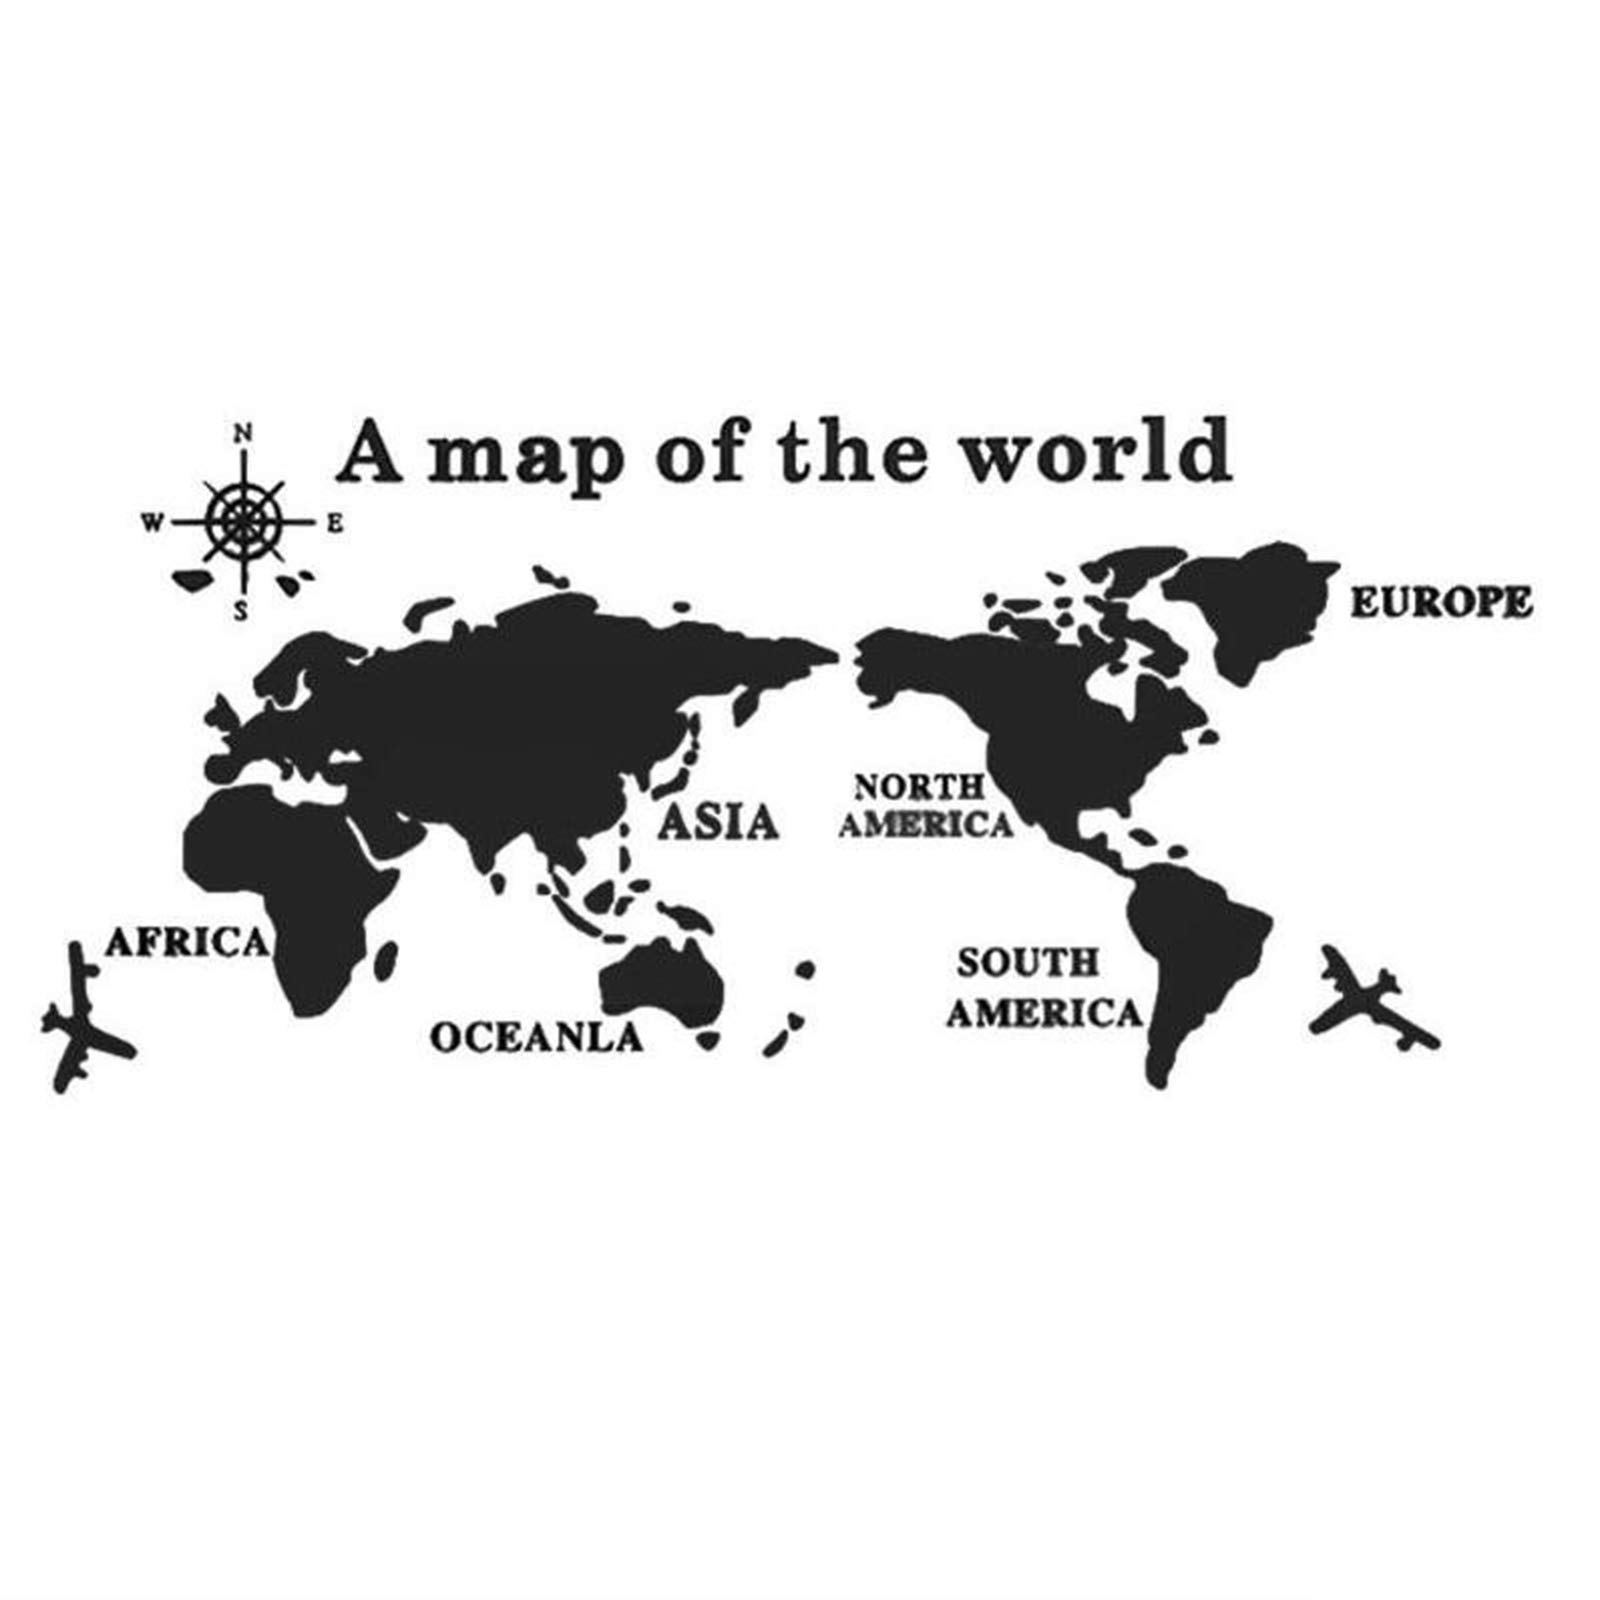 A map of the world
N
W
E
S
EUROPE
NORTH
AMERICA
ASIA
AFRICA
SOUTH
AMERICA
OCEANLA